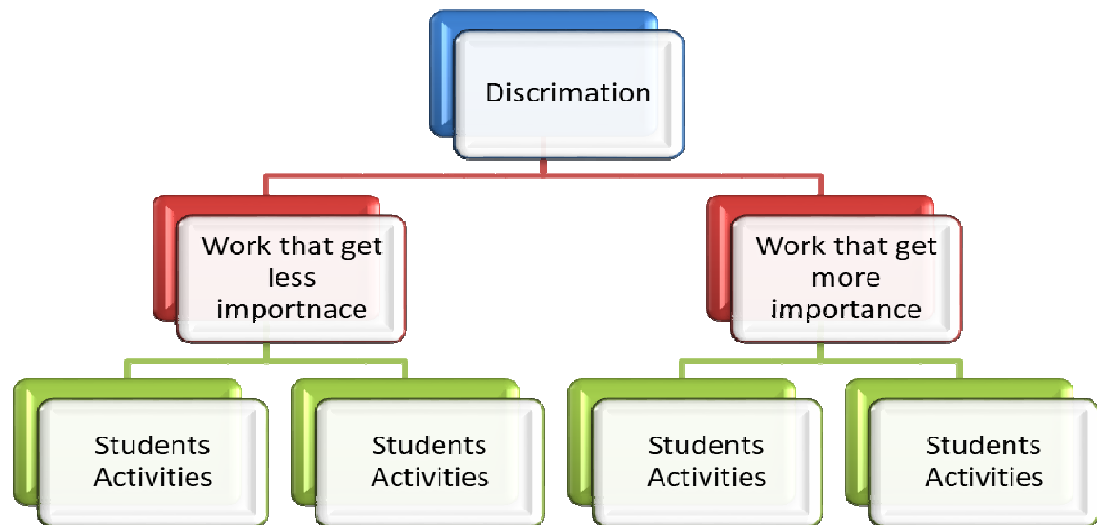 Discrimation
Work that get
less
importnace
Work that get
more
importance
Students
Activities
Students
Activities
Students
Activities
Students
Activities